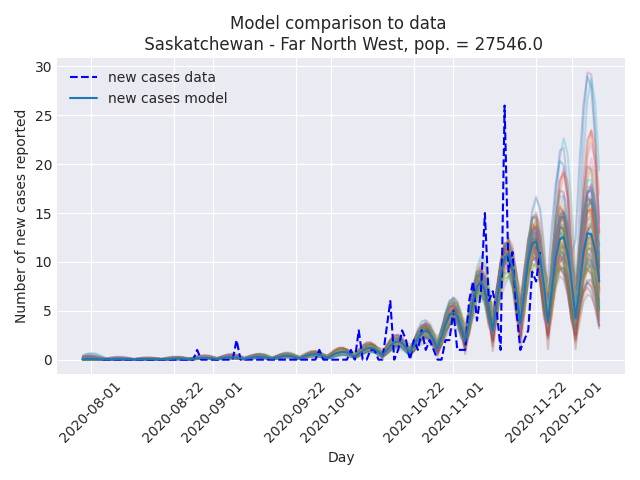 Model comparison to data
Saskatchewan - Far North West, pop. = 27546.0
new cases data
new cases model
Number of new cases reported
30
25
20
15
10
5
0
2020-08-01
2020-08-22
2020-09-01
2020-09-22
2020-10-01
2020-10-22
2020-11-01
2020-11-22
2020-12-01
Day